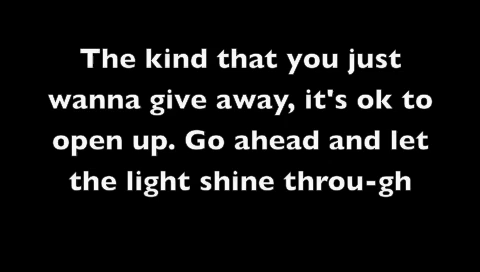 The kind that you just
wanna give away, it's ok to
open up. Go ahead and let
the light shine throu-gh